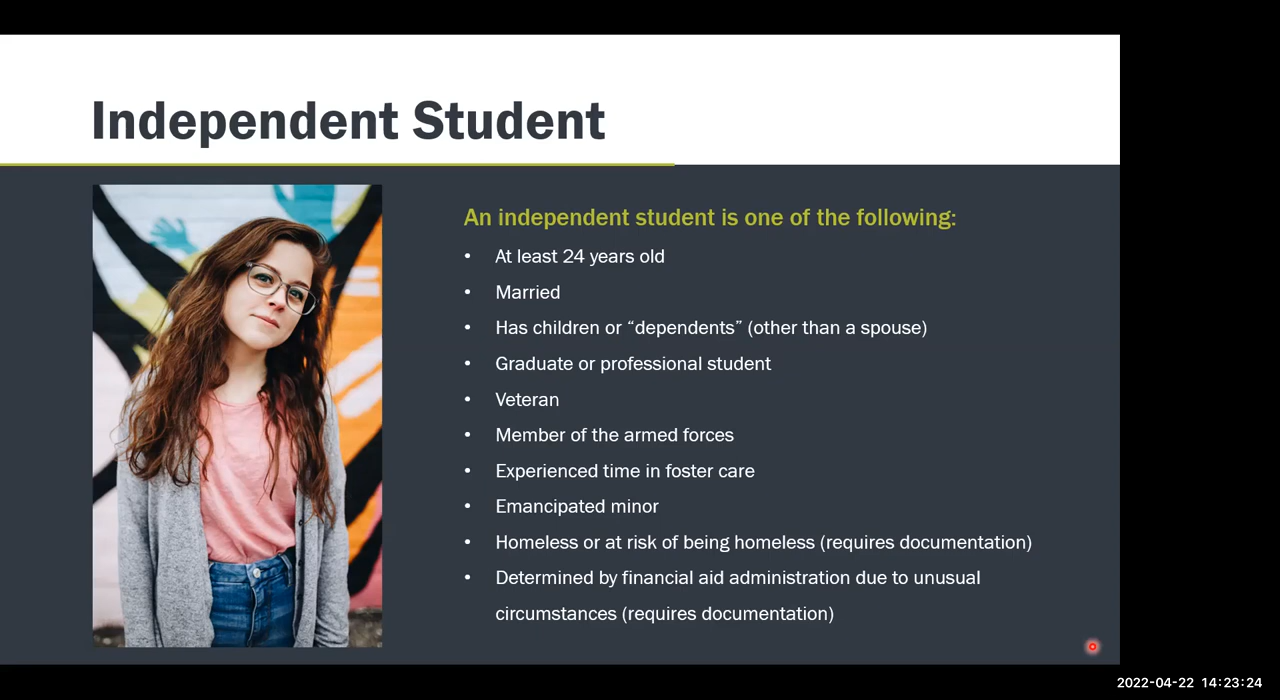 Independent Student
An independent student is one of the following:
• At least 24 years old
• Married
• Has children or “dependents” (other than a spouse)
• Graduate or professional student
• Veteran
• Member of the armed forces
• Experienced time in foster care
• Emancipated minor
• Homeless or at risk of being homeless (requires documentation)
• Determined by financial aid administration due to unusual
circumstances (requires documentation)
2022-04-22 14:23:24